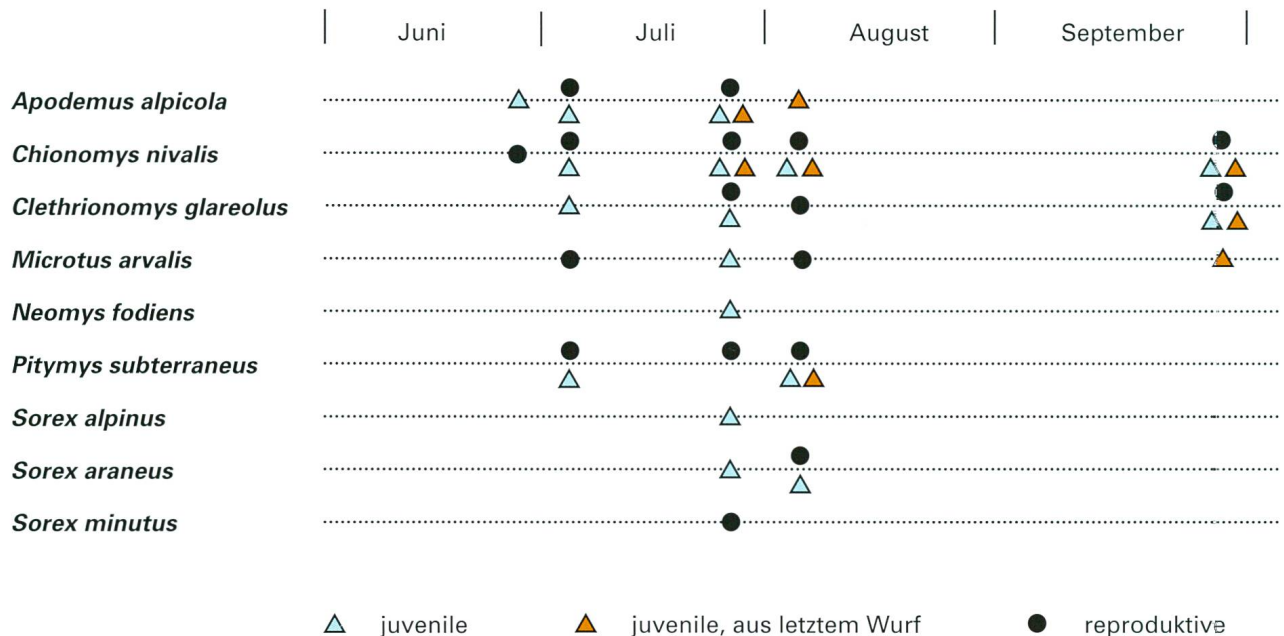 Juni Juli August September
Apodemus alpicola
Chionomys nivalis
Clethrionomys glareolus
Microtus arvalis
Neomys fodiens
Pitymys subterraneus
Sorex alpinus
Sorex araneus
Sorex minutus
juvenile juvenile, aus letztem Wurf reproduktive